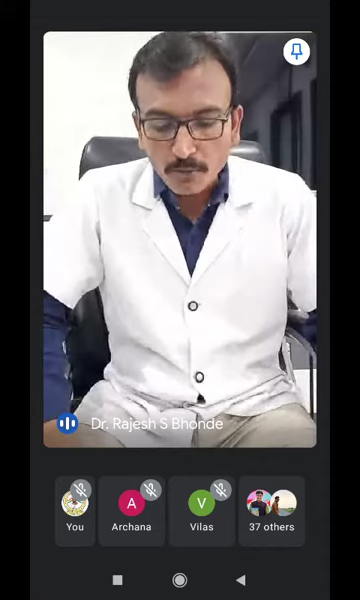 Dr. Rajesh S Bhonde
A
V
You
Archana
Vilas
37 others